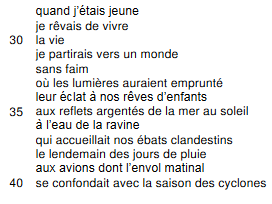 quand j'étais jeune
je rêvais de vivre
30 la vie
je partirais vers un monde
sans faim
où les lumières auraient emprunté
leur éclat à nos rêves d'enfants
35 aux reflets argentés de la mer au soleil
à l'eau de la ravine
qui accueillait nos ébats clandestins
le lendemain des jours de pluie
aux avions dont l'envol matinal
40 se confondait avec la saison des cyclones